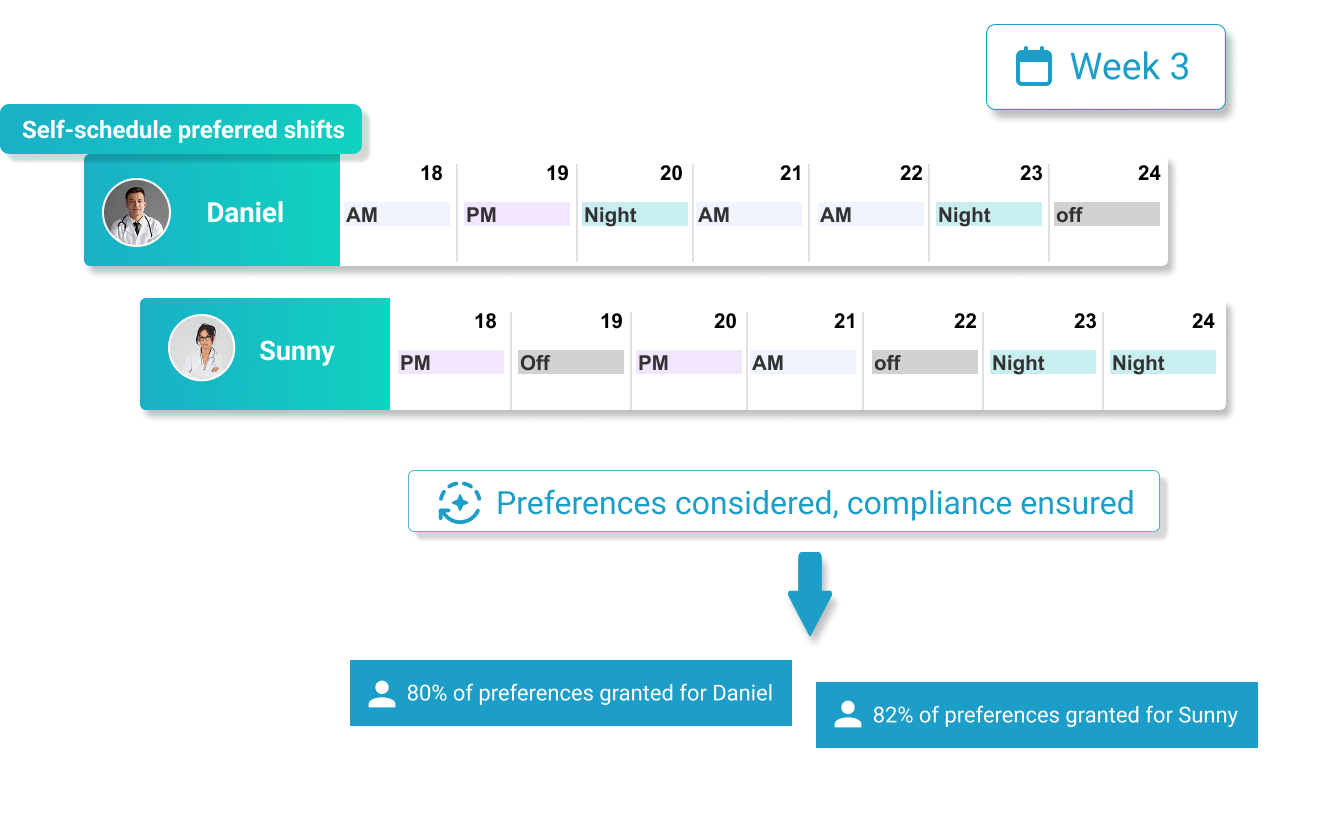 Week 3
Self-schedule preferred shifts
18 19 20 21 22 23 24
Daniel
AM PM Night AM AM Night off
18 19 20 21 22 23 24
Sunny
PM Off PM AM off Night Night
Preferences considered, compliance ensured
80% of preferences granted for Daniel
82% of preferences granted for Sunny